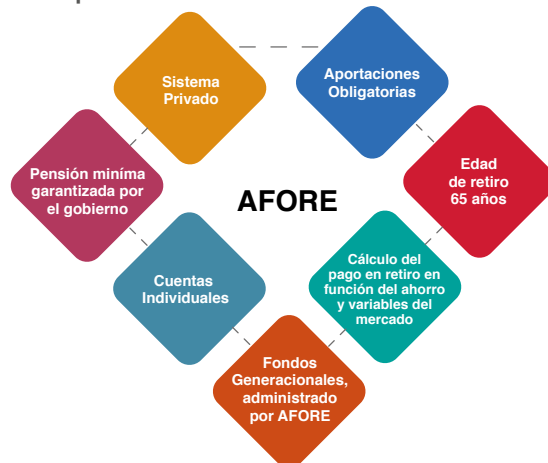 Sistema
Privado
Aportaciones
Obligatorias
Pensión miníma
garantizada por
el gobierno
AFORE
Edad
de retiro
65 años
Cuentas
Individuales
Cálculo del
pago en retiro en
función del ahorro
y variables del
mercado
Fondos
Generacionales,
administrado
por AFORE